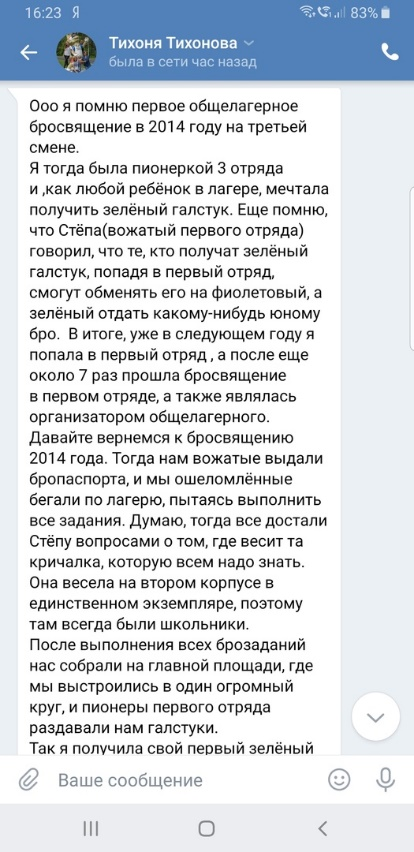 16:23 Я 83%
Тихоня Тихонова
была в сети час назад
Ооо я помню первое общелагерное
бросвящение в 2014 году на третьей
смене.
Я тогда была пионеркой 3 отряда
и ,как любой ребёнок в лагере, мечтала
получить зелёный галстук. Еще помню,
что Стёпа(вожатый первого отряда)
говорил, что те, кто получат зелёный
галстук, попадя в первый отряд,
смогут обменять его на фиолетовый, а
зелёный отдать какому-нибудь юному
бро. В итоге, уже в следующем году я
попала в первый отряд , а после еще
около 7 раз прошла бросвящение
в первом отряде, а также являлась
организатором общелагерного.
Давайте вернемся к бросвящению
2014 года. Тогда нам вожатые выдали
бропаспорта, и мы ошеломлённые
бегали по лагерю, пытаясь выполнить
все задания. Думаю, тогда все достали
Стёпу вопросами о том, где весит та
кричалка, которую всем надо знать.
Она весела на втором корпусе в
единственном экземпляре, поэтому
там всегда были школьники.
После выполнения всех брозаданий
нас собрали на главной площади, где
мы выстроились в один огромный
круг, и пионеры первого отряда
раздавали нам галстуки.
Так я получила свой первый зелёный
Ваше сообщение